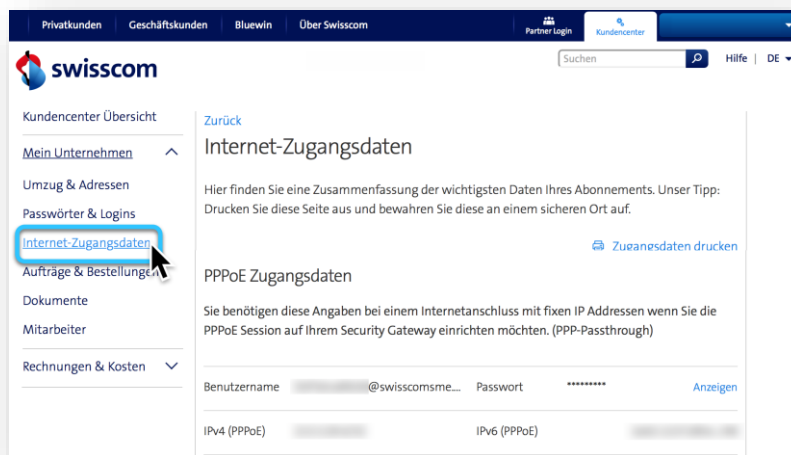 Privatkunden Geschäftskunden Bluewin Über Swisscom Partner Login Kundencenter
swisscom Suchen Hilfe | DE
Kundencenter Übersicht
Mein Unternehmen
Umzug & Adressen
Passwörter & Logins
Internet-Zugangsdaten
Aufträge & Bestellungen
Dokumente
Mitarbeiter
Rechnungen & Kosten
Zurück
Internet-Zugangsdaten
Hier finden Sie eine Zusammenfassung der wichtigsten Daten Ihres Abonnements. Unser Tipp:
Drucken Sie diese Seite aus und bewahren Sie diese an einem sicheren Ort auf.
Zugangsdaten drucken
PPPoE Zugangsdaten
Sie benötigen diese Angaben bei einem Internetanschluss mit fixen IP Addressen wenn Sie die
PPPoE Session auf Ihrem Security Gateway einrichten möchten. (PPP-Passthrough)
Benutzername @swisscomsme.... Passwort ********* Anzeigen
IPv4 (PPPoE) IPv6 (PPPoE)